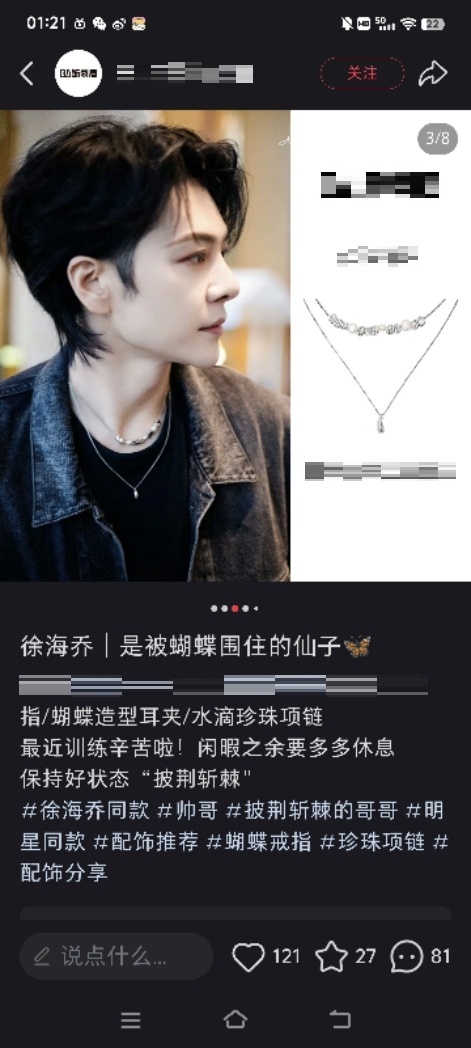 01:21
5G
HD
22
关注
3/8
徐海乔｜是被蝴蝶围住的仙子🦋
指/蝴蝶造型耳夹/水滴珍珠项链
最近训练辛苦啦！闲暇之余要多多休息
保持好状态“披荆斩棘"
#徐海乔同款 #帅哥 #披荆斩棘的哥哥 #明
星同款 #配饰推荐 #蝴蝶戒指 #珍珠项链 #
配饰分享
说点什么...
121
27
81